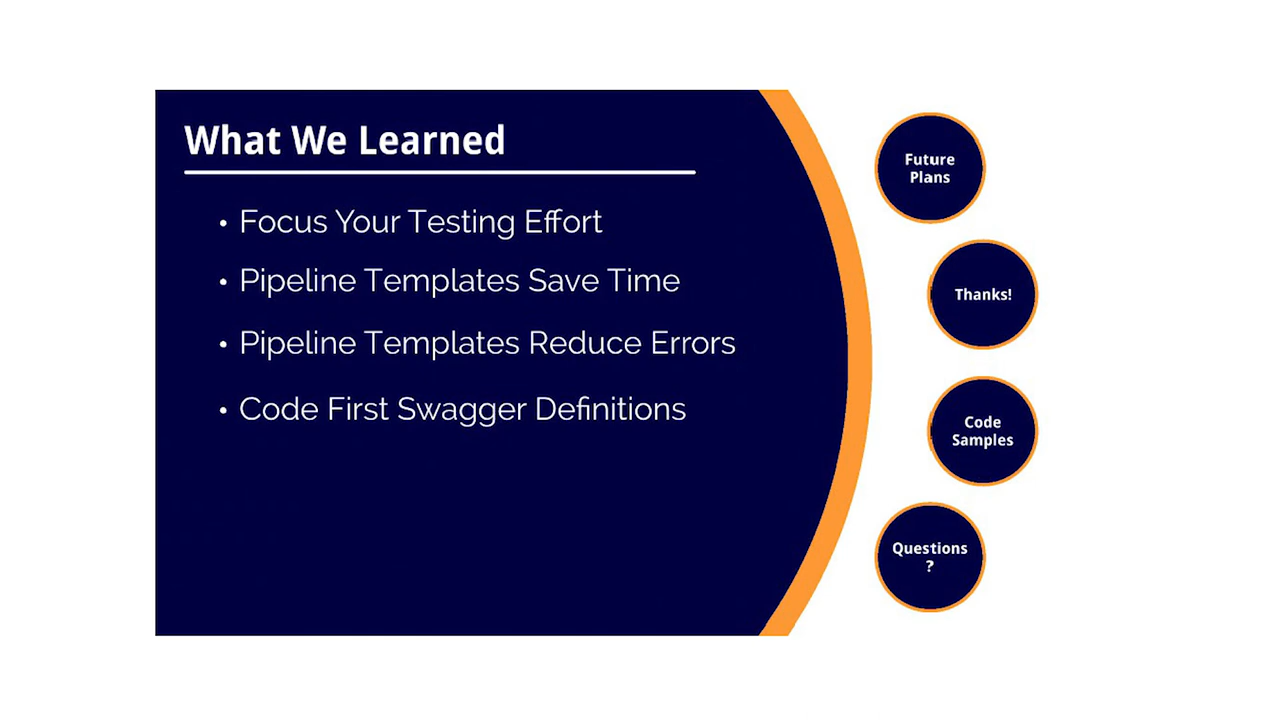 What We Learned
• Focus Your Testing Effort
• Pipeline Templates Save Time
• Pipeline Templates Reduce Errors
• Code First Swagger Definitions
Future
Plans
Thanks!
Code
Samples
Questions
?